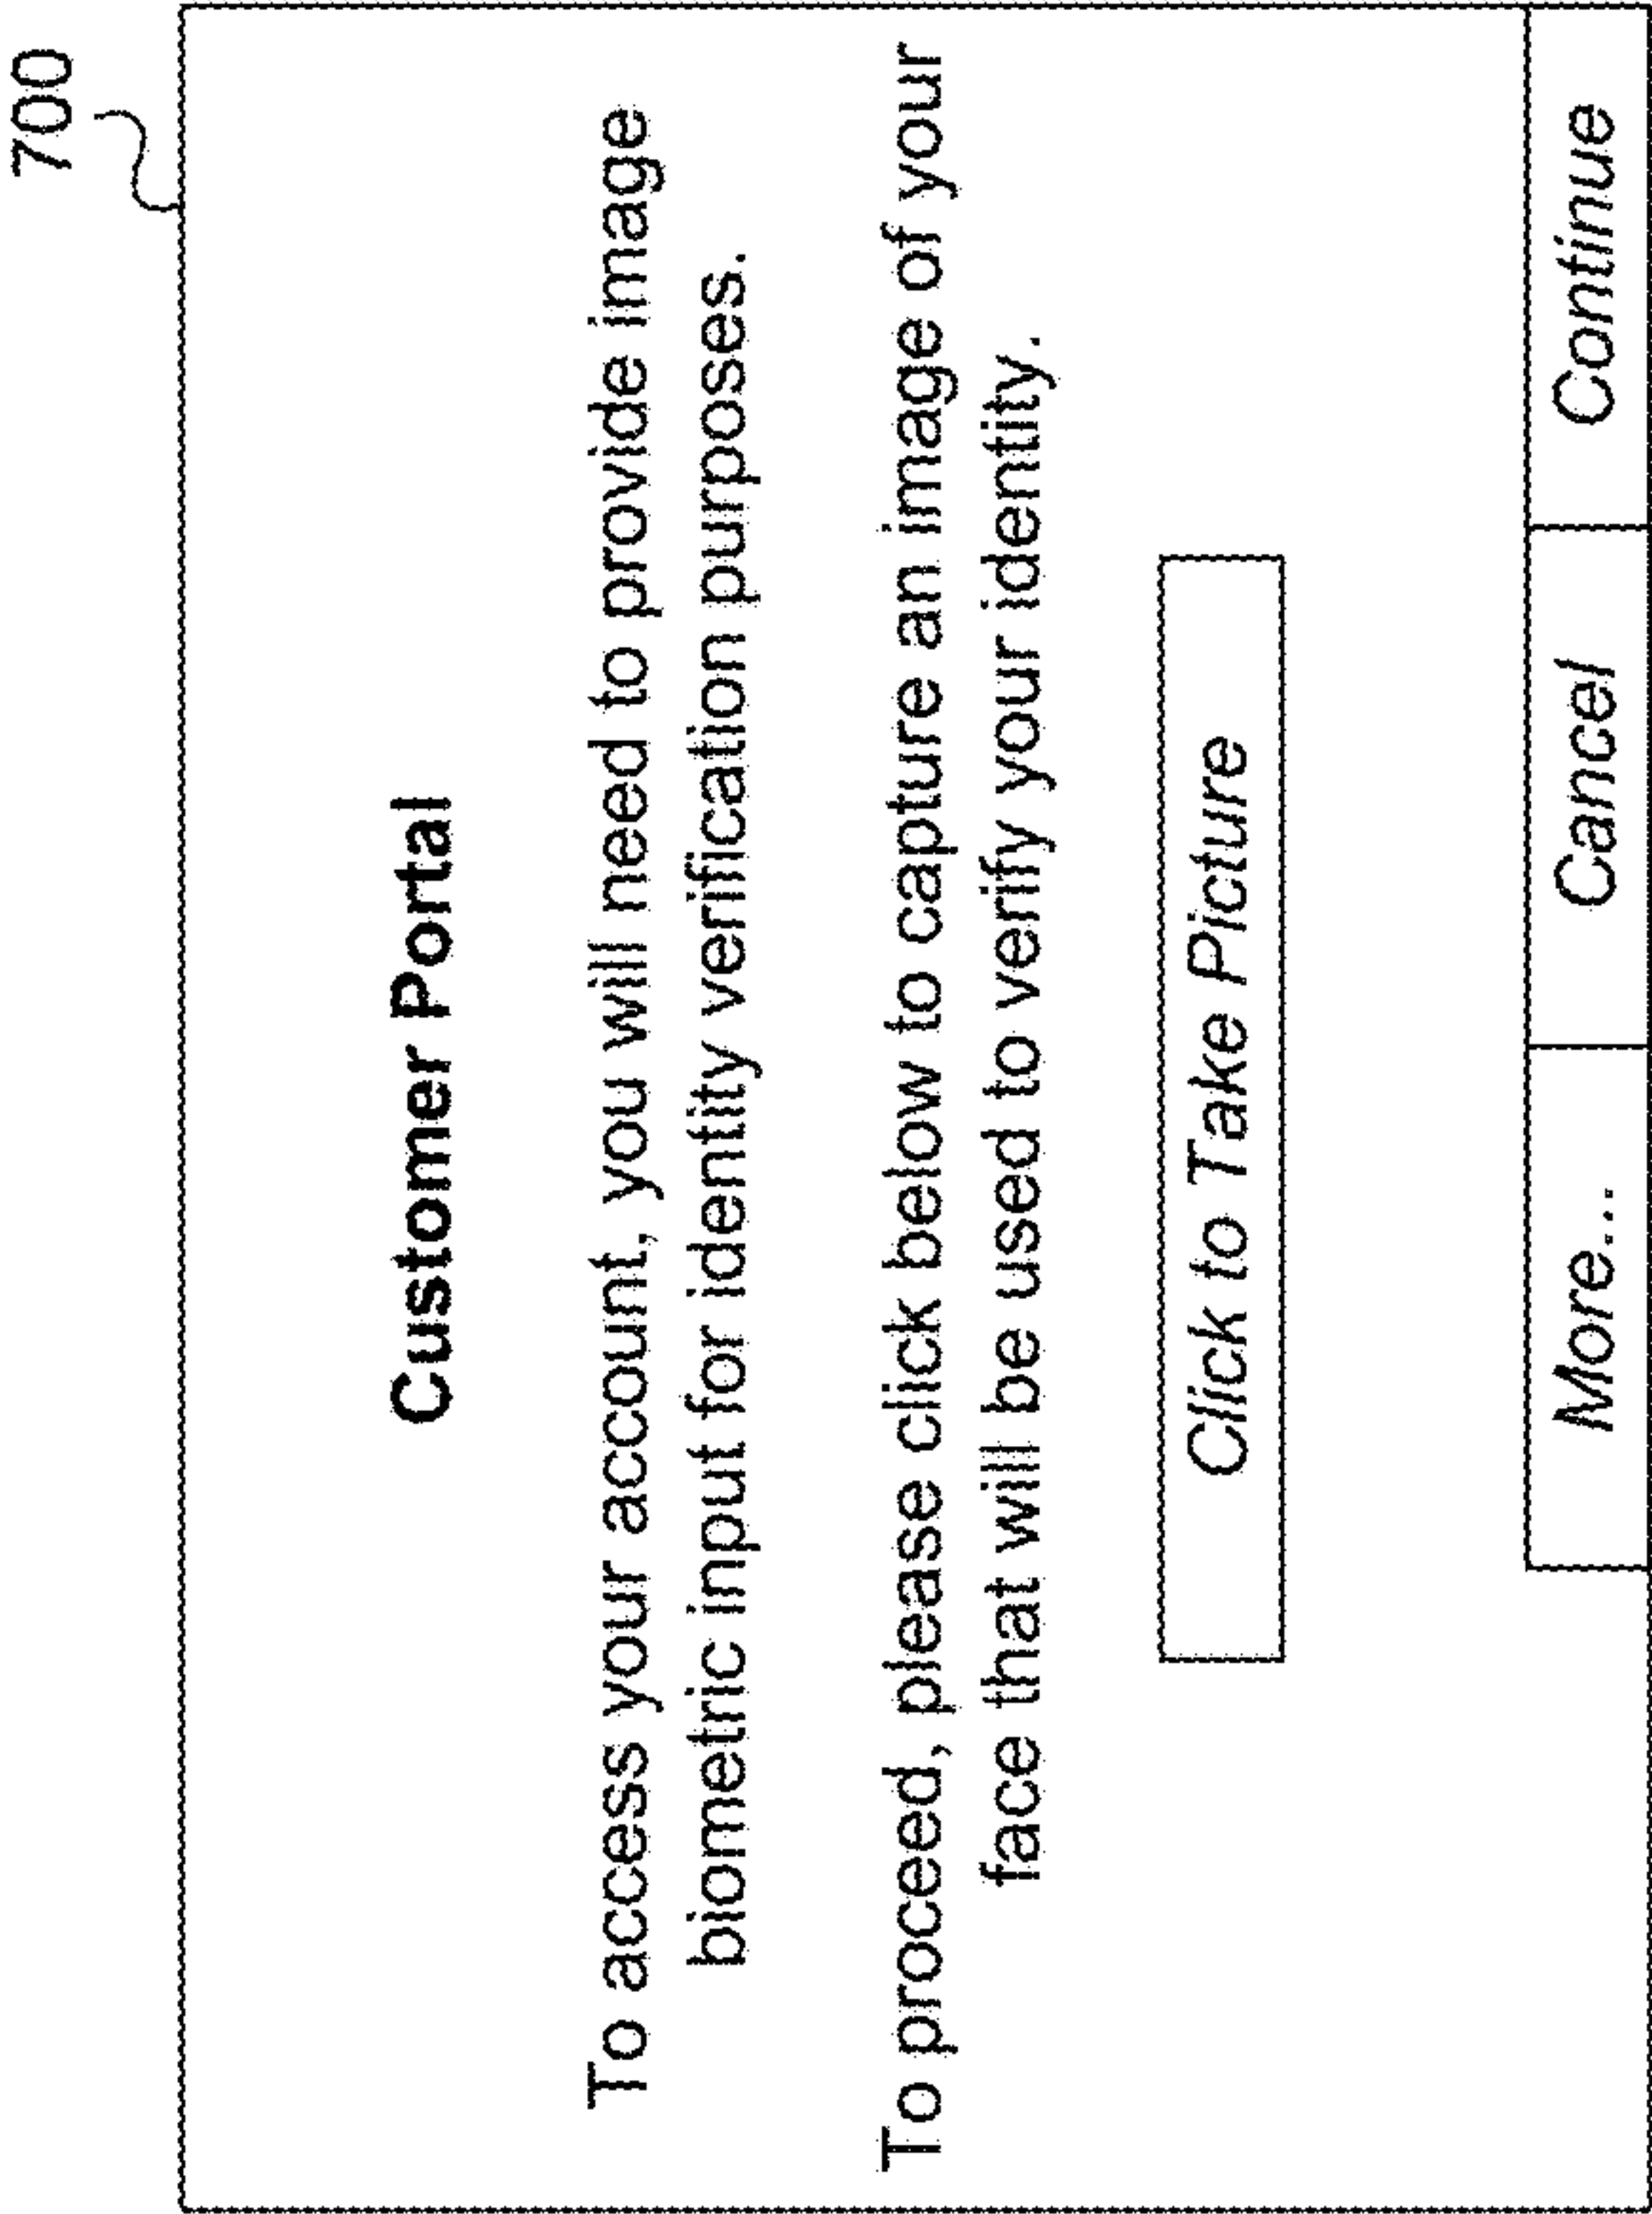 700
Customer Portal
To access your account, you will need to provide image
biometric input for identity verification purposes.
To proceed, please click below to capture an image of your
face that will be used to verify your identity.
Click to Take Picture
More... Cancel Continue